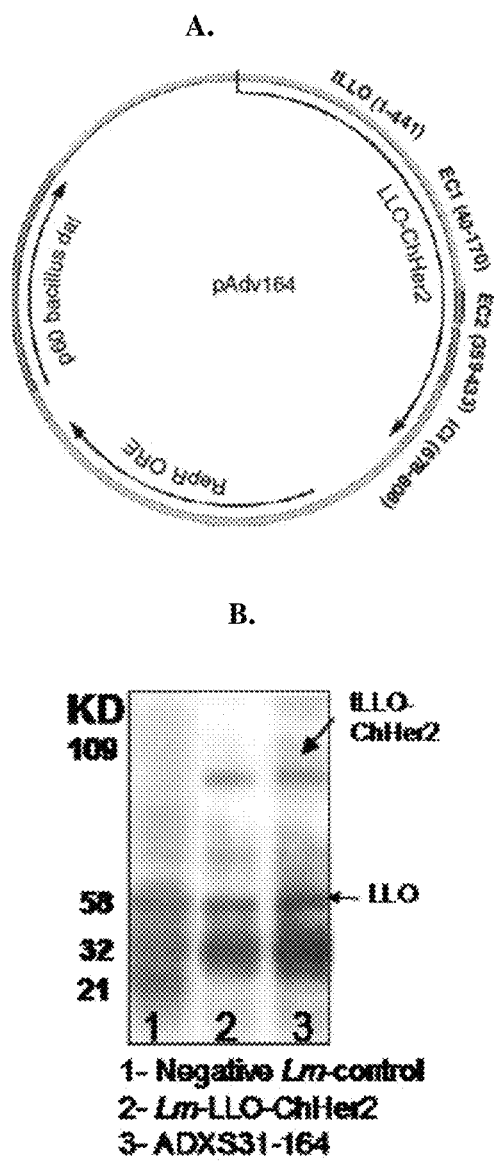 A.
tLLO (1-441)
EC1 (40-170)
LLO-ChHer2
EC2 (359-433)
IC1 (678-808)
pAdv164
p60 bacillus dal
RepR ORF
B.
KD
109
58
32
21
tLLO-
ChHer2
LLO
1 2 3
1- Negative Lm-control
2- Lm-LLO-ChHer2
3- ADXS31-164